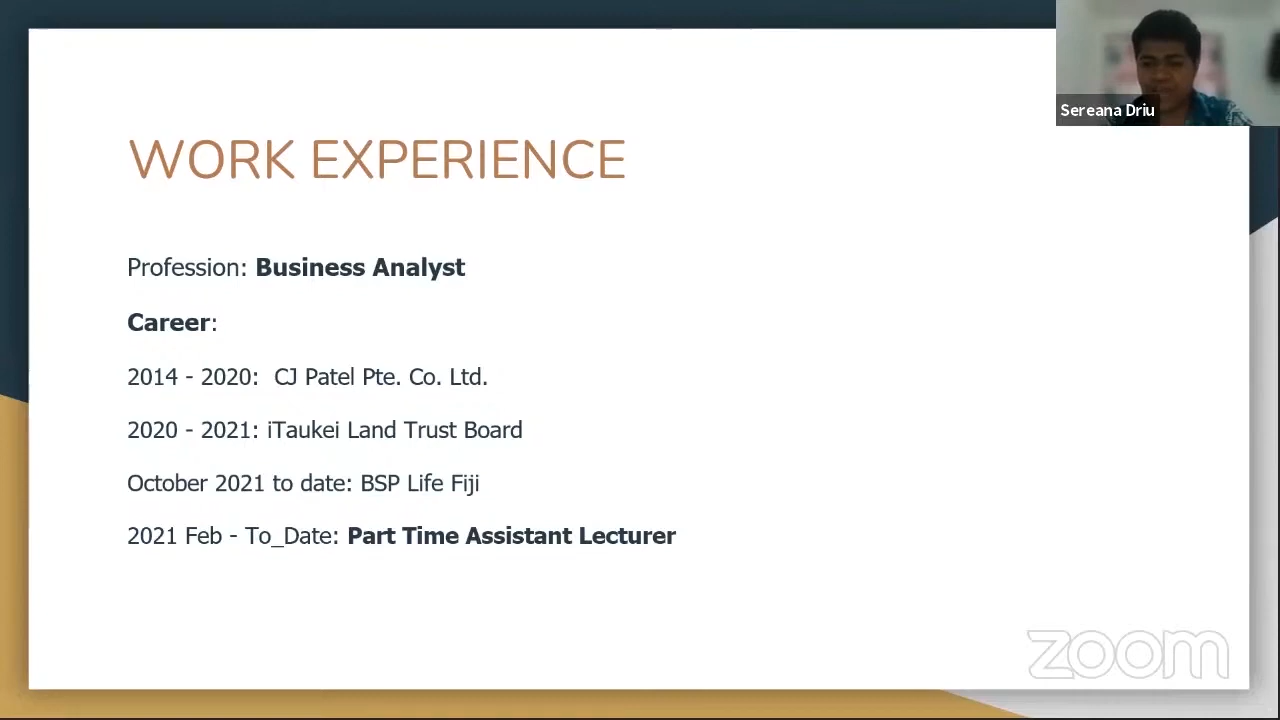 Sereana Driu
WORK EXPERIENCE
Profession: Business Analyst
Career:
2014 - 2020: CJ Patel Pte. Co. Ltd.
2020 - 2021: iTaukei Land Trust Board
October 2021 to date: BSP Life Fiji
2021 Feb - To_Date: Part Time Assistant Lecturer
zoom